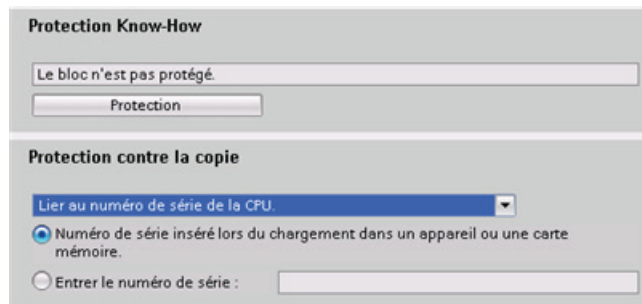 Protection Know-How
Le bloc n'est pas protégé.
Protection
Protection contre la copie
Lier au numéro de série de la CPU.
Numéro de série inséré lors du chargement dans un appareil ou une carte
mémoire.
Entrer le numéro de série :